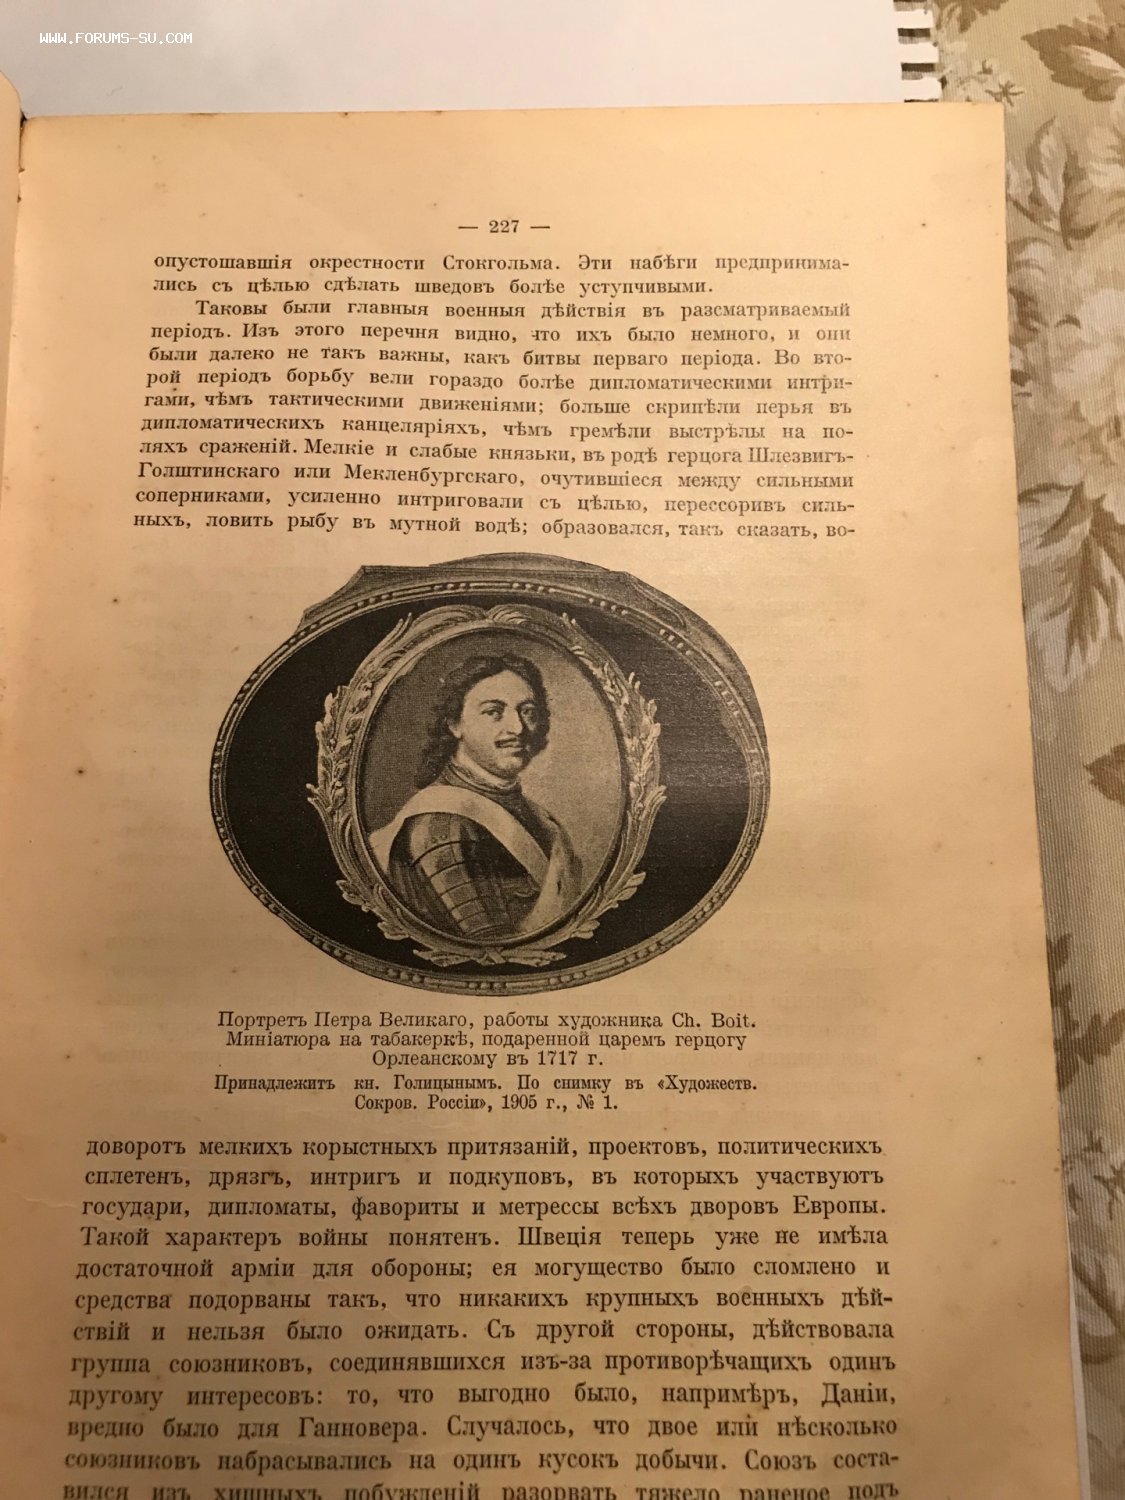 WWW.FORUMS-SU.COM
— 227 —
опустошавшія окрестности Стокгольма. Эти набѣги предпринима-
лись съ цѣлью сдѣлать шведовъ болѣе уступчивыми.
Таковы были главныя военныя дѣйствія въ разсматриваемый
періодъ. Изъ этого перечня видно, что ихъ было немного, и они
были далеко не такъ важны, какъ битвы перваго періода. Во вто-
рой періодъ борьбу вели гораздо болѣе дипломатическими интри-
гами, чѣмъ тактическими движеніями; больше скрипѣли перья въ
дипломатическихъ канцеляріяхъ, чѣмъ гремѣли выстрѣлы на по-
ляхъ сраженій. Мелкіе и слабые князьки, въ родѣ герцога Шлезвигъ-
Голштинскаго или Мекленбургскаго, очутившіеся между сильными
соперниками, усиленно интриговали съ цѣлью, перессоривъ силь-
ныхъ, ловить рыбу въ мутной водѣ; образовался, такъ сказать, во-
Портретъ Петра Великаго, работы художника Ch. Boit.
Миніатюра на табакеркѣ, подаренной царемъ герцогу
Орлеанскому въ 1717 г.
Принадлежитъ кн. Голицынымъ. По снимку въ «Художеств.
Сокров. Россіи», 1905 г., № 1.
доворотъ мелкихъ корыстныхъ притязаній, проектовъ, политическихъ
сплетенъ, дрязгъ, интригъ и подкуповъ, въ которыхъ участвуютъ
государи, дипломаты, фавориты и метрессы всѣхъ дворовъ Европы.
Такой характеръ войны понятенъ. Швеція теперь уже не имѣла
достаточной арміи для обороны; ея могущество было сломлено и
средства подорваны такъ, что никакихъ крупныхъ военныхъ дѣй-
ствій и нельзя было ожидать. Съ другой стороны, дѣйствовала
группа союзниковъ, соединявшихся изъ-за противорѣчащихъ одинъ
другому интересовъ: то, что выгодно было, напримѣръ, Даніи,
вредно было для Ганновера. Случалось, что двое или нѣсколько
союзниковъ набрасывались на одинъ кусокъ добычи. Союзъ соста-
вился изъ хищныхъ побужденій разорвать тяжело раненое подъ